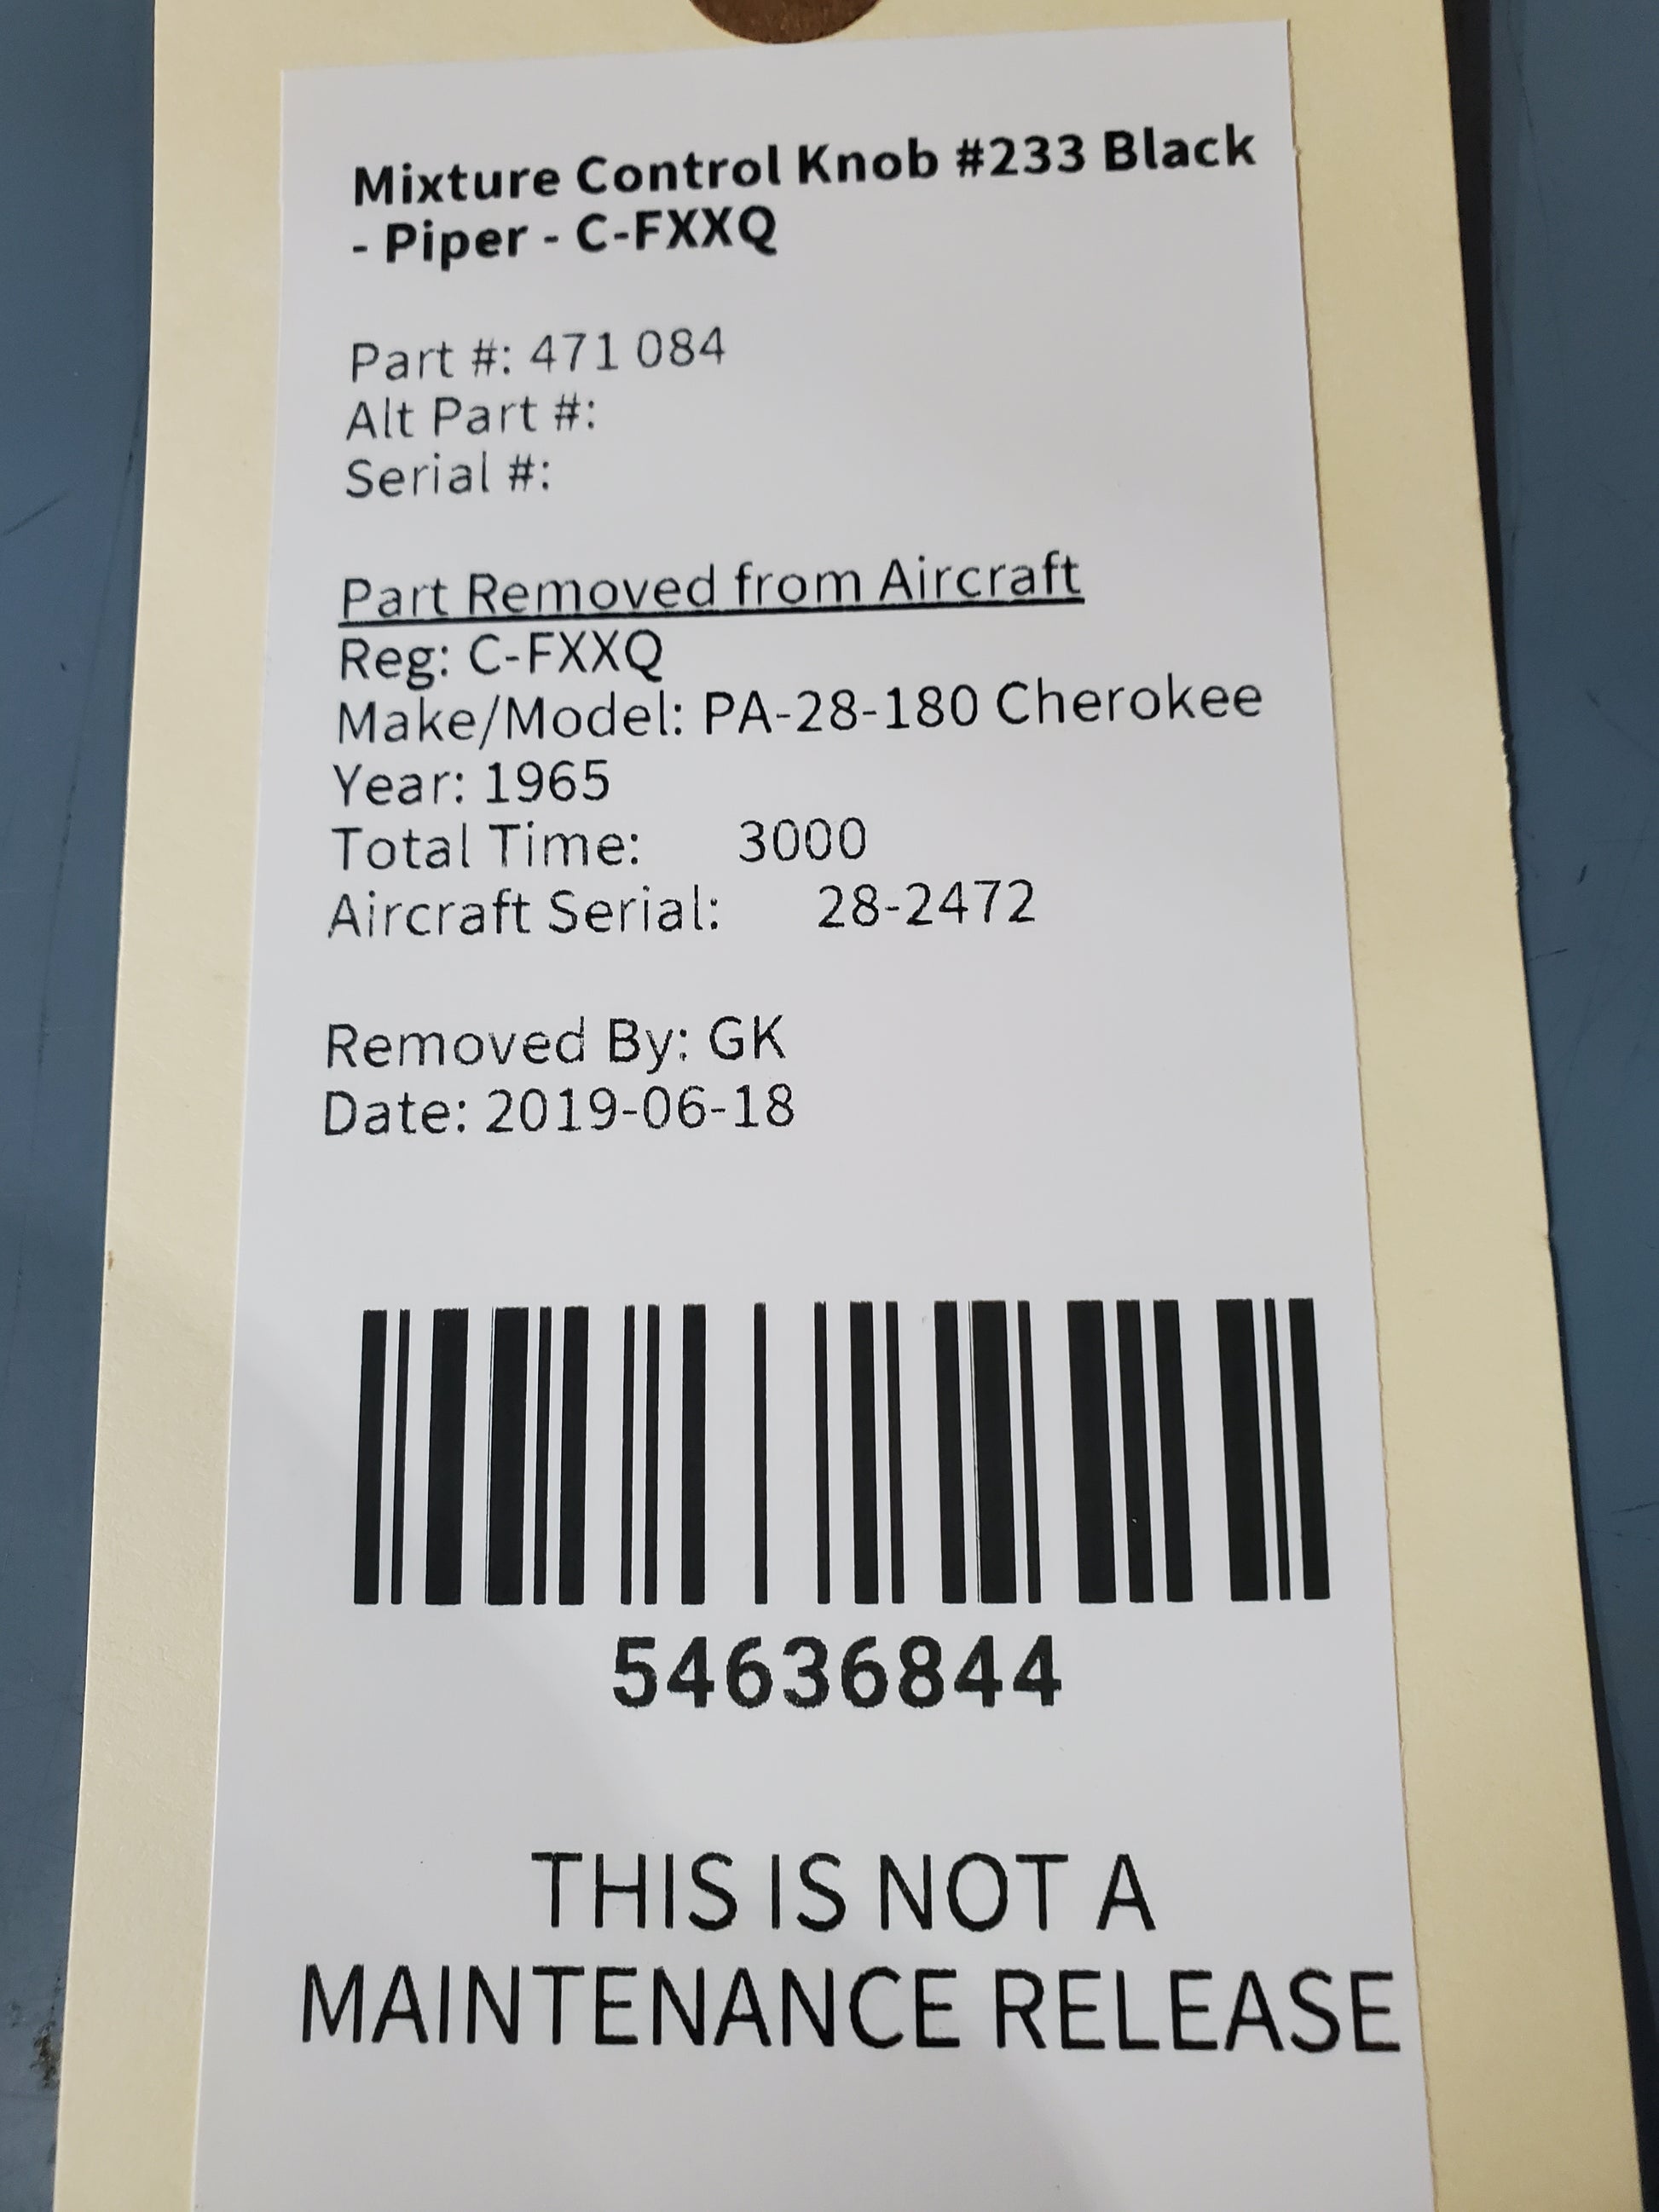 Mixture Control Knob #233 Black
- Piper - C-FXXQ
Part #: 471 084
Alt Part #:
Serial #:
Part Removed from Aircraft
Reg: C-FXXQ
Make/Model: PA-28-180 Cherokee
Year: 1965
Total Time: 3000
Aircraft Serial: 28-2472
Removed By: GK
Date: 2019-06-18
54636844
THIS IS NOT A
MAINTENANCE RELEASE